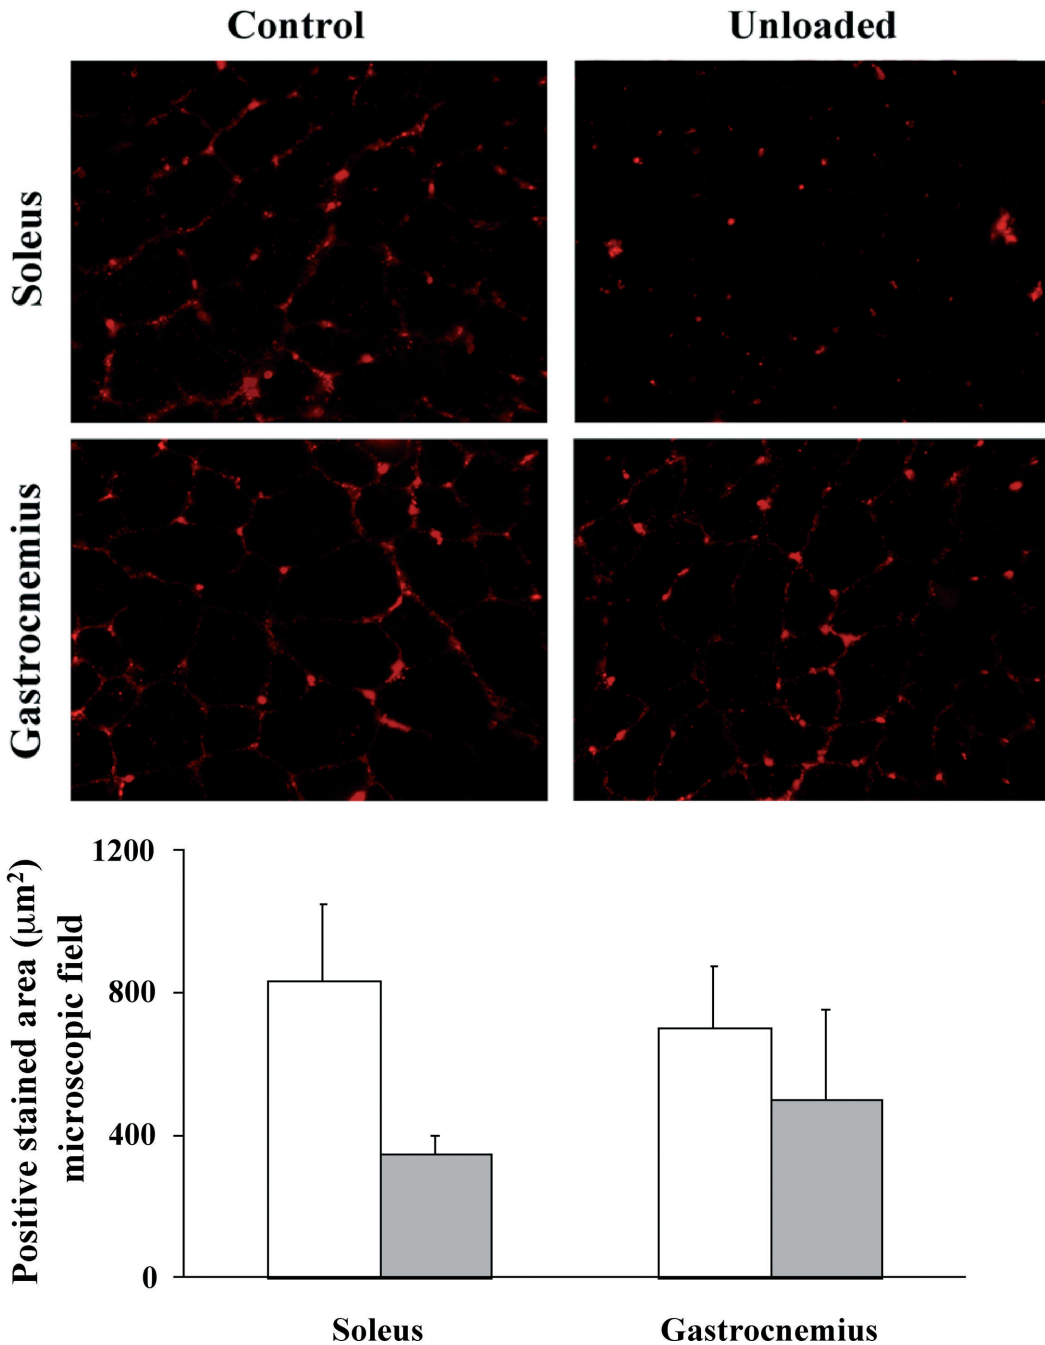 Control
Unloaded
Soleus
Gastrocnemius
Positive stained area (μm²)
microscopic field
1200
800
400
0
Soleus
Gastrocnemius